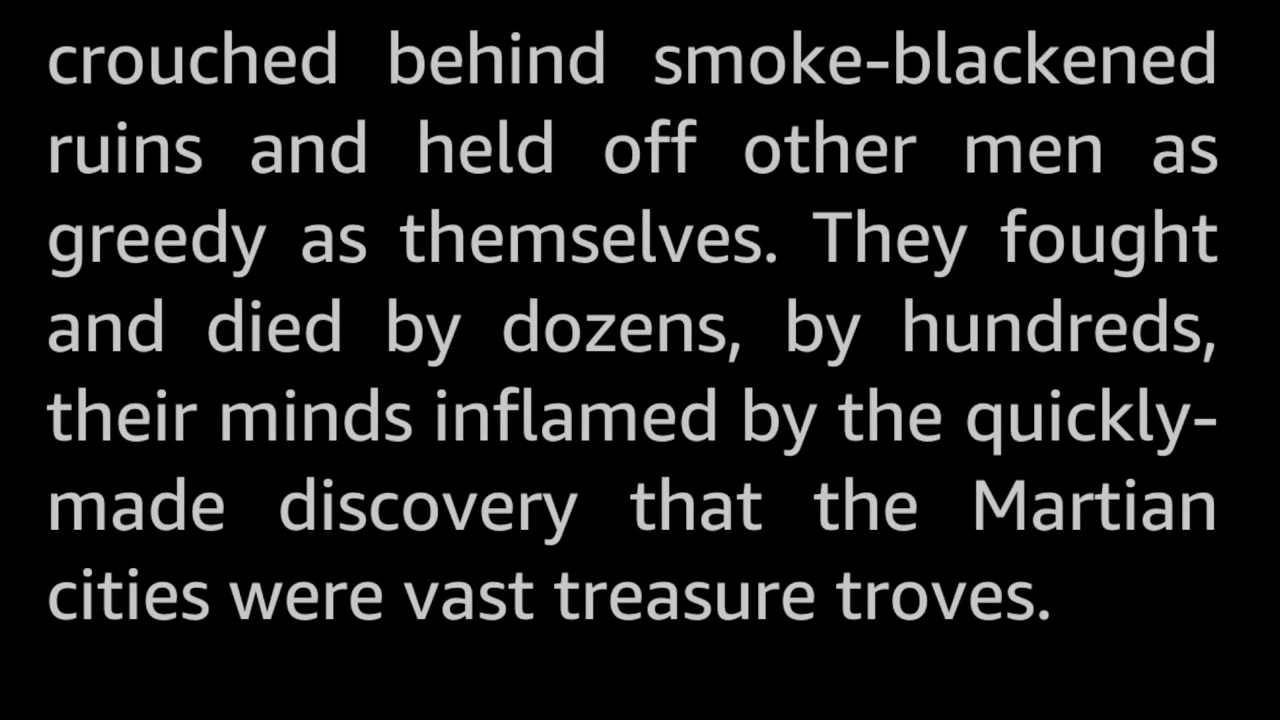 crouched behind smoke-blackened
ruins and held off other men as
greedy as themselves. They fought
and died by dozens, by hundreds,
their minds inflamed by the quickly-
made discovery that the Martian
cities were vast treasure troves.